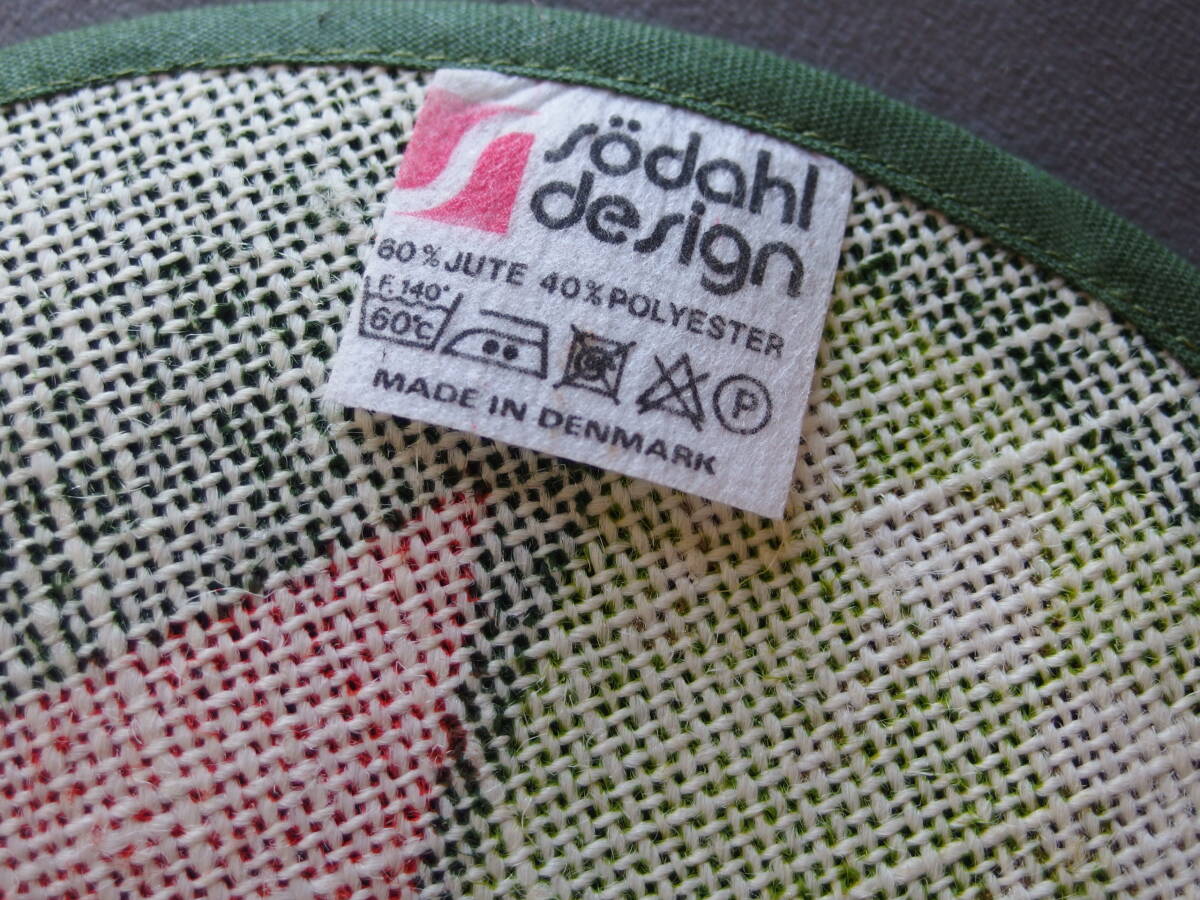 södahl
design
60% JUTE 40% POLYESTER
F. 140°
60°C
P
MADE IN DENMARK